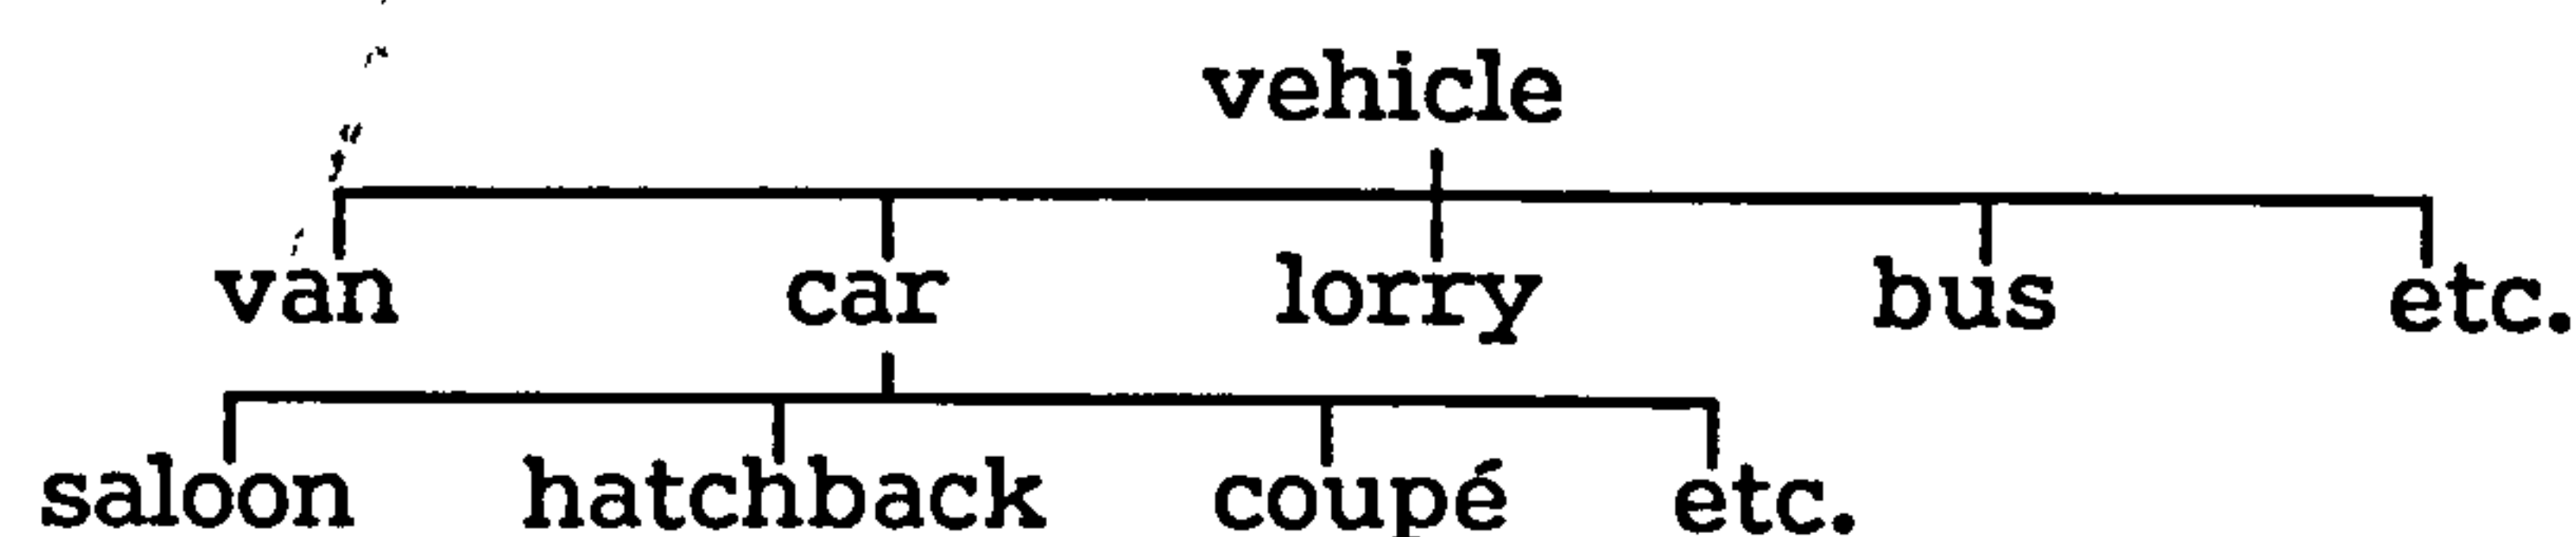 vehicle
van car lorry bus etc.
saloon hatchback coupé etc.